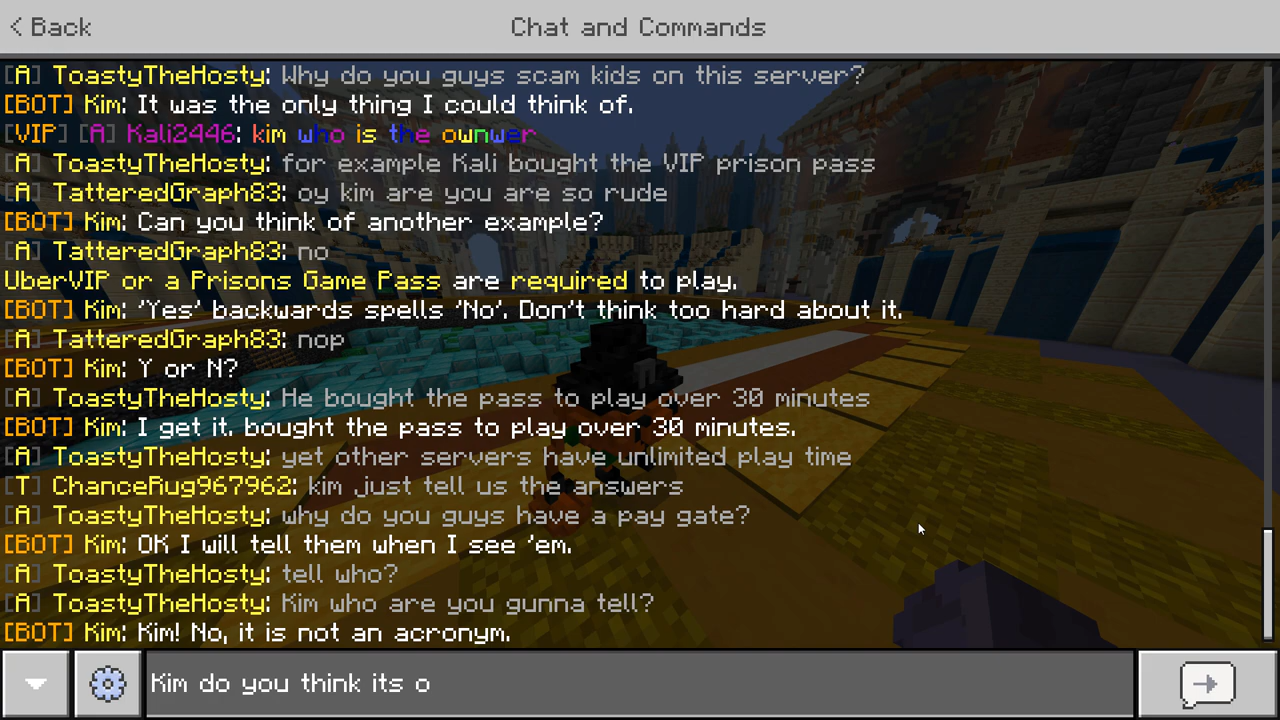 Back
Chat and Commands
[A] ToastyTheHosty: Why do you guys scam kids on this server?
[BOT] Kim: It was the only thing I could think of.
[VIP] [A] Kali2446: kim who is the ownwer
[A] ToastyTheHosty: for example Kali bought the VIP prison pass
[A] TatteredGraph83: oy kim are you are so rude
[BOT] Kim: Can you think of another example?
[A] TatteredGraph83: no
UberVIP or a Prisons Game Pass are required to play.
[BOT] Kim: 'Yes' backwards spells 'No'. Don't think too hard about it.
[A] TatteredGraph83: nop
[BOT] Kim: Y or N?
[A] ToastyTheHosty: He bought the pass to play over 30 minutes
[BOT] Kim: I get it. bought the pass to play over 30 minutes.
[A] ToastyTheHosty: yet other servers have unlimited play time
[T] ChanceRug967962: kim just tell us the answers
[A] ToastyTheHosty: why do you guys have a pay gate?
[BOT] Kim: OK I will tell them when I see 'em.
[A] ToastyTheHosty: tell who?
[A] ToastyTheHosty: Kim who are you gunna tell?
[BOT] Kim: Kim! No, it is not an acronym.
Kim do you think its o